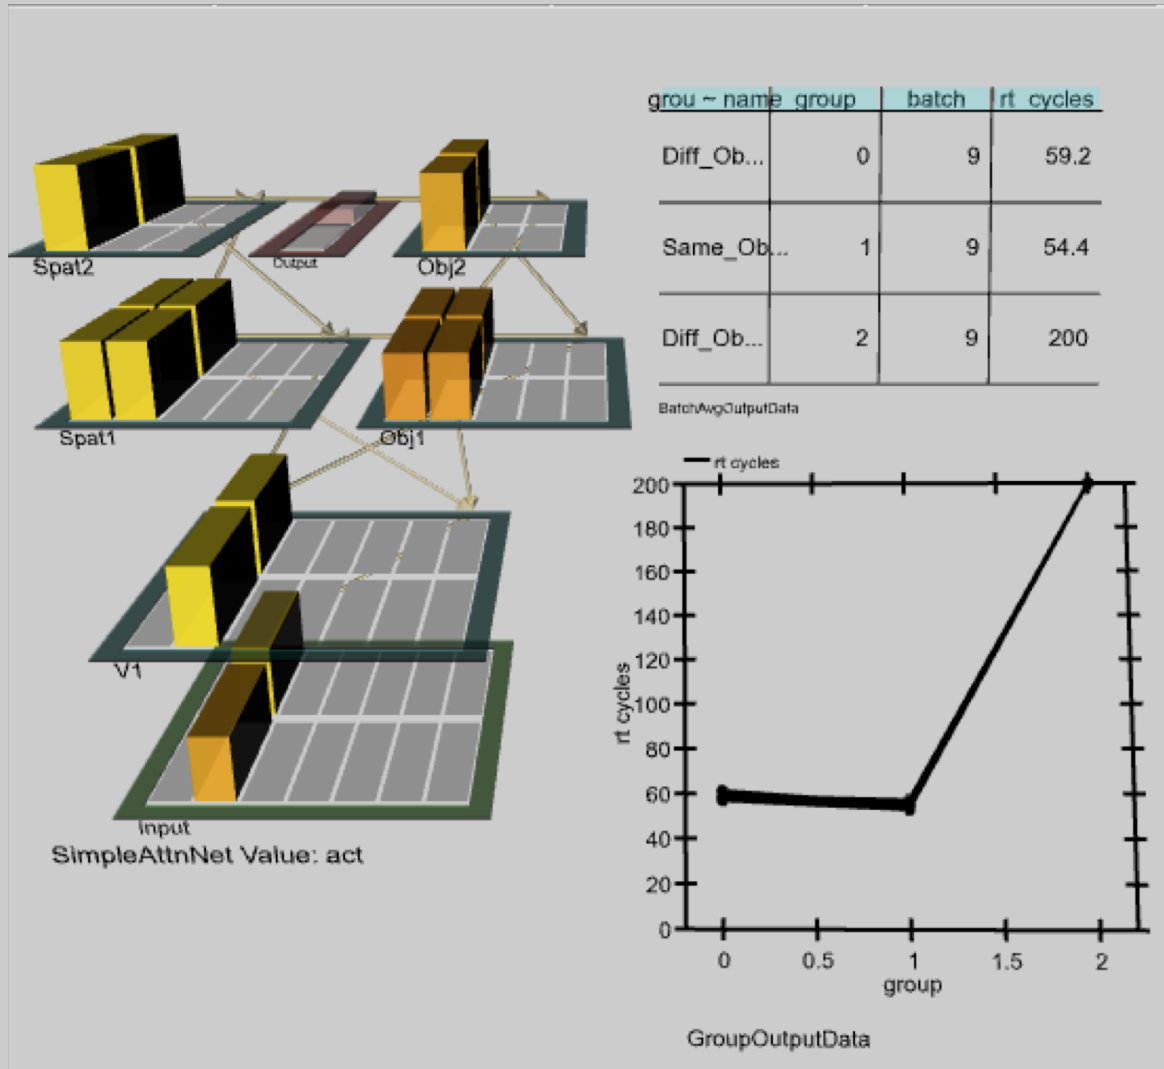 Spat2
Output
Obj2
Spat1
Obj1
V1
Input
SimpleAttnNet Value: act
grou ~ name group batch rt cycles
Diff_Ob... 0 9 59.2
Same_Ob... 1 9 54.4
Diff_Ob... 2 9 200
BatchAvgOutputData
rt cycles
200
180
160
140
120
100
80
60
40
20
0
rt cycles
0 0.5 1 1.5 2
group
GroupOutputData